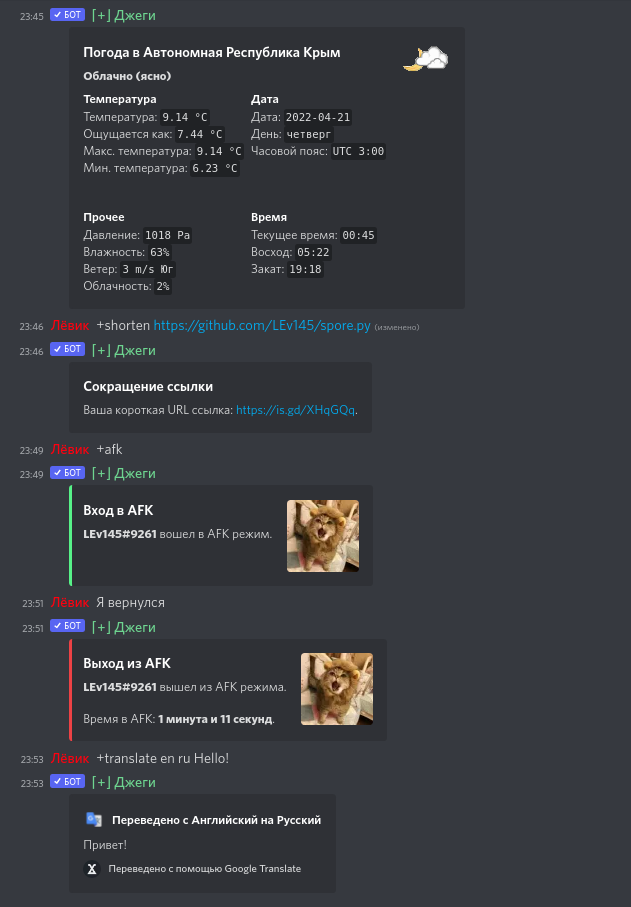 23:45 ✓ БОТ [+] Джеги
Погода в Автономная Республика Крым
Облачно (ясно)
Температура
Температура: 9.14 °C
Ощущается как: 7.44 °C
Макс. температура: 9.14 °C
Мин. температура: 6.23 °C
Дата
Дата: 2022-04-21
День: четверг
Часовой пояс: UTC 3:00
Прочее
Давление: 1018 Pa
Влажность: 63%
Ветер: 3 m/s Юг
Облачность: 2%
Время
Текущее время: 00:45
Восход: 05:22
Закат: 19:18
23:46 Лёвик +shorten https://github.com/LEv145/spore.py (изменено)
23:46 ✓ БОТ [+] Джеги
Сокращение ссылки
Ваша короткая URL ссылка: https://is.gd/XHqGQq.
23:49 Лёвик +afk
23:49 ✓ БОТ [+] Джеги
Вход в AFK
LEv145#9261 вошел в AFK режим.
23:51 Лёвик Я вернулся
23:51 ✓ БОТ [+] Джеги
Выход из AFK
LEv145#9261 вышел из AFK режима.
Время в AFK: 1 минута и 11 секунд.
23:53 Лёвик +translate en ru Hello!
23:53 ✓ БОТ [+] Джеги
Переведено с Английский на Русский
Привет!
Переведено с помощью Google Translate